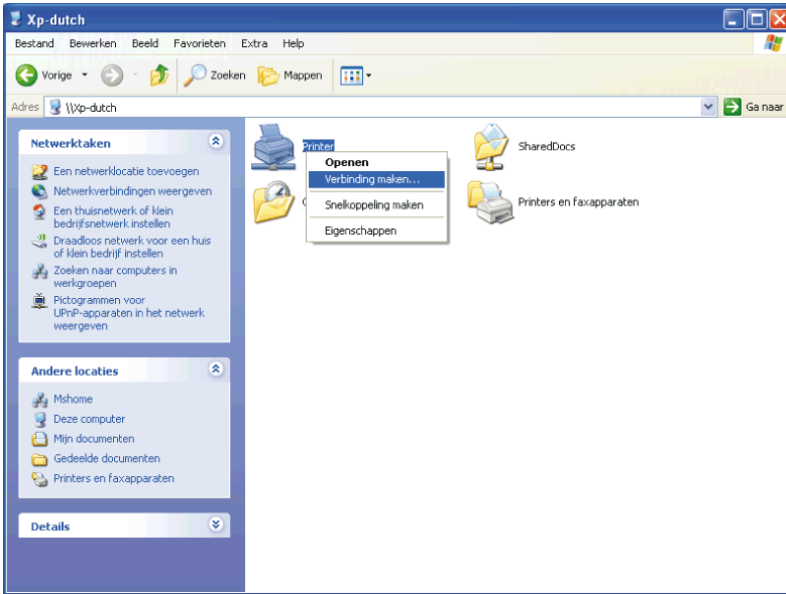 Xp-dutch
Bestand Bewerken Beeld Favorieten Extra Help
Vorige Zoeken Mappen
Adres \\Xp-dutch Ga naar
Netwerktaken
Een netwerklocatie toevoegen
Netwerkverbindingen weergeven
Een thuisnetwerk of klein
bedrijfsnetwerk instellen
Draadloos netwerk voor een huis
of klein bedrijf instellen
Zoeken naar computers in
werkgroepen
Pictogrammen voor
UPnP-apparaten in het netwerk
weergeven
Andere locaties
Mshome
Deze computer
Mijn documenten
Gedeelde documenten
Printers en faxapparaten
Details
Printer
Openen
Verbinding maken...
Snelkoppeling maken
Eigenschappen
SharedDocs
Printers en faxapparaten